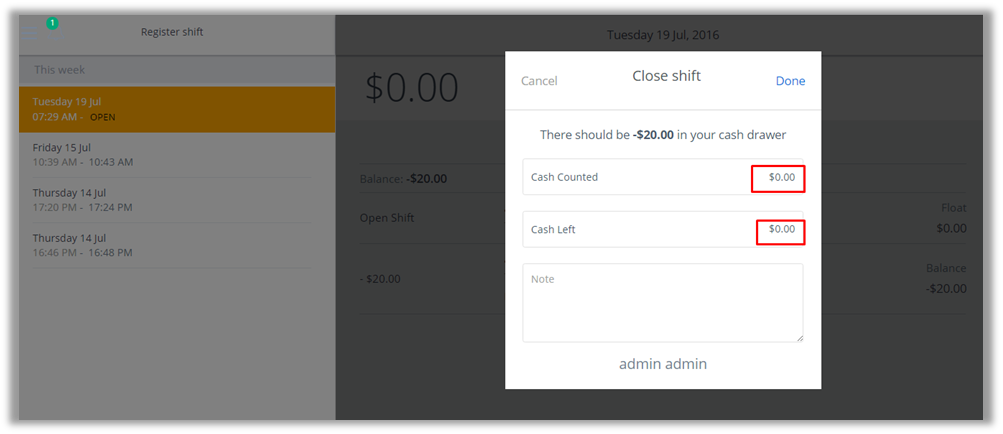 1
Register shift
This week
Tuesday 19 Jul
07:29 AM - OPEN
Friday 15 Jul
10:39 AM - 10:43 AM
Thursday 14 Jul
17:20 PM - 17:24 PM
Thursday 14 Jul
16:46 PM - 16:48 PM
Tuesday 19 Jul, 2016
$0.00
Balance: -$20.00
Open Shift
Float
$0.00
- $20.00
Balance
-$20.00
Cancel
Close shift
Done
There should be -$20.00 in your cash drawer
Cash Counted
$0.00
Cash Left
$0.00
Note
admin admin